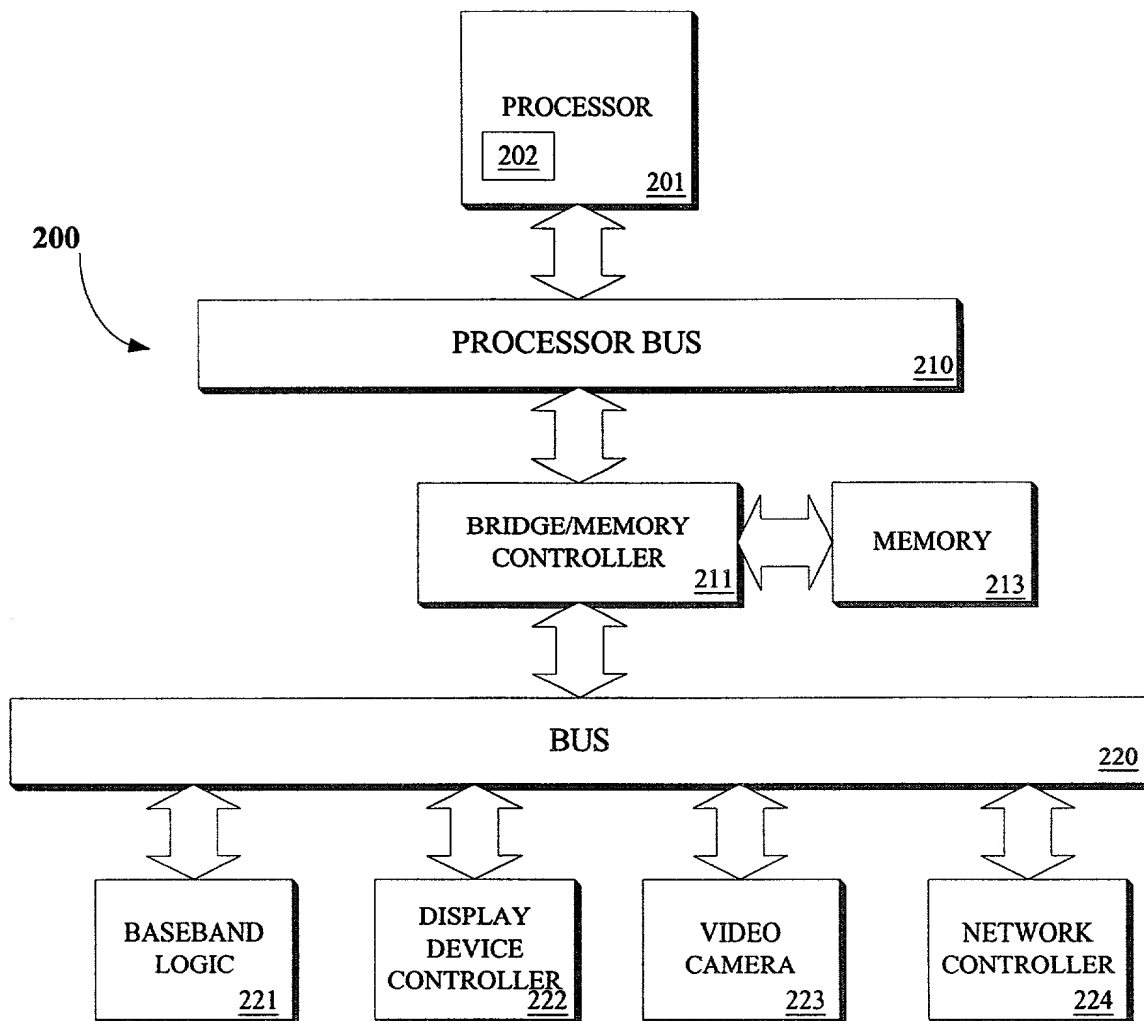 PROCESSOR
202
201
200
PROCESSOR BUS
210
BRIDGE/MEMORY
CONTROLLER
211
MEMORY
213
BUS
220
BASEBAND
LOGIC
221
DISPLAY
DEVICE
CONTROLLER
222
VIDEO
CAMERA
223
NETWORK
CONTROLLER
224